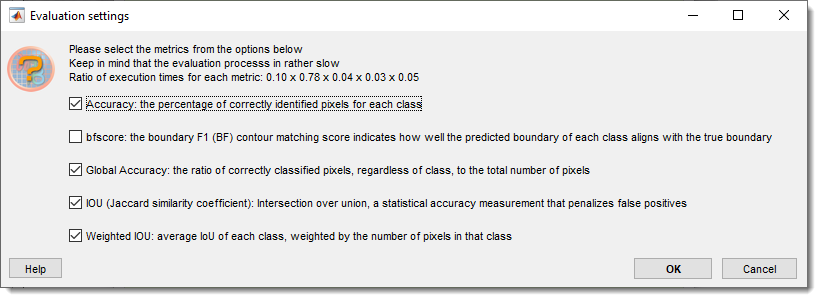 Evaluation settings
Please select the metrics from the options below
Keep in mind that the evaluation processs in rather slow
Ratio of execution times for each metric: 0.10 x 0.78 x 0.04 x 0.03 x 0.05
Accuracy: the percentage of correctly identified pixels for each class
bfscore: the boundary F1 (BF) contour matching score indicates how well the predicted boundary of each class aligns with the true boundary
Global Accuracy: the ratio of correctly classified pixels, regardless of class, to the total number of pixels
IOU (Jaccard similarity coefficient): Intersection over union, a statistical accuracy measurement that penalizes false positives
Weighted IOU: average IoU of each class, weighted by the number of pixels in that class
Help
OK
Cancel